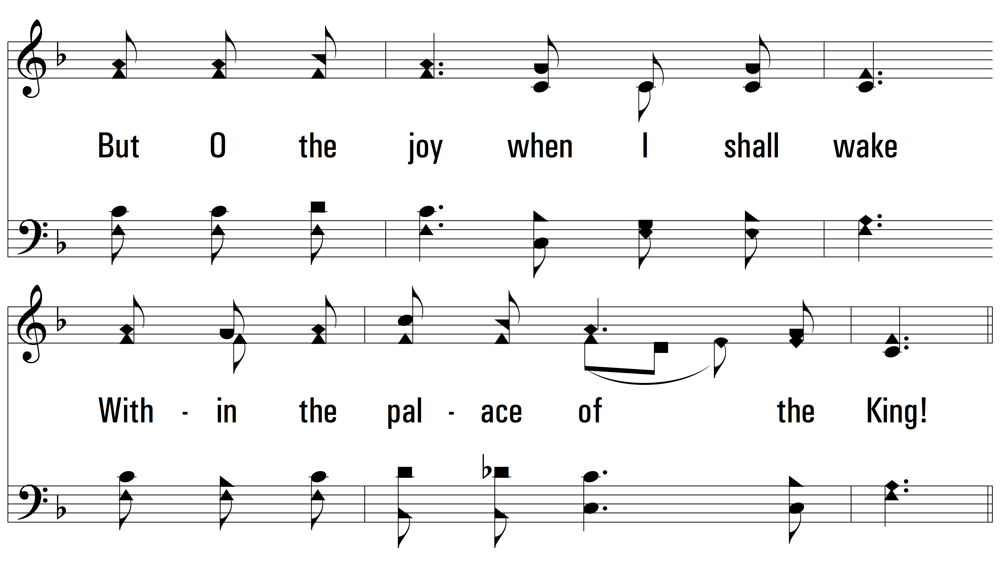 But O the joy when I shall wake
With - in the pal - ace of the King!